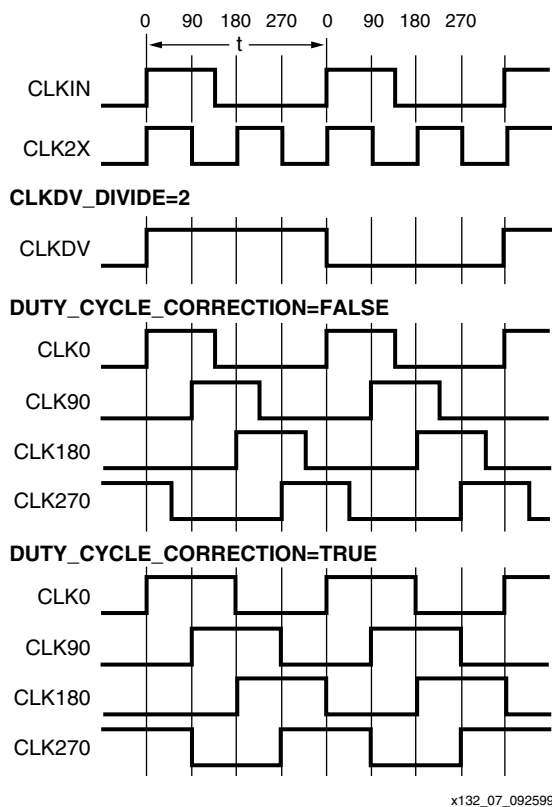 0 90 180 270 0 90 180 270
t
CLKIN
CLK2X
CLKDV_DIVIDE=2
CLKDV
DUTY_CYCLE_CORRECTION=FALSE
CLK0
CLK90
CLK180
CLK270
DUTY_CYCLE_CORRECTION=TRUE
CLK0
CLK90
CLK180
CLK270
x132_07_092599